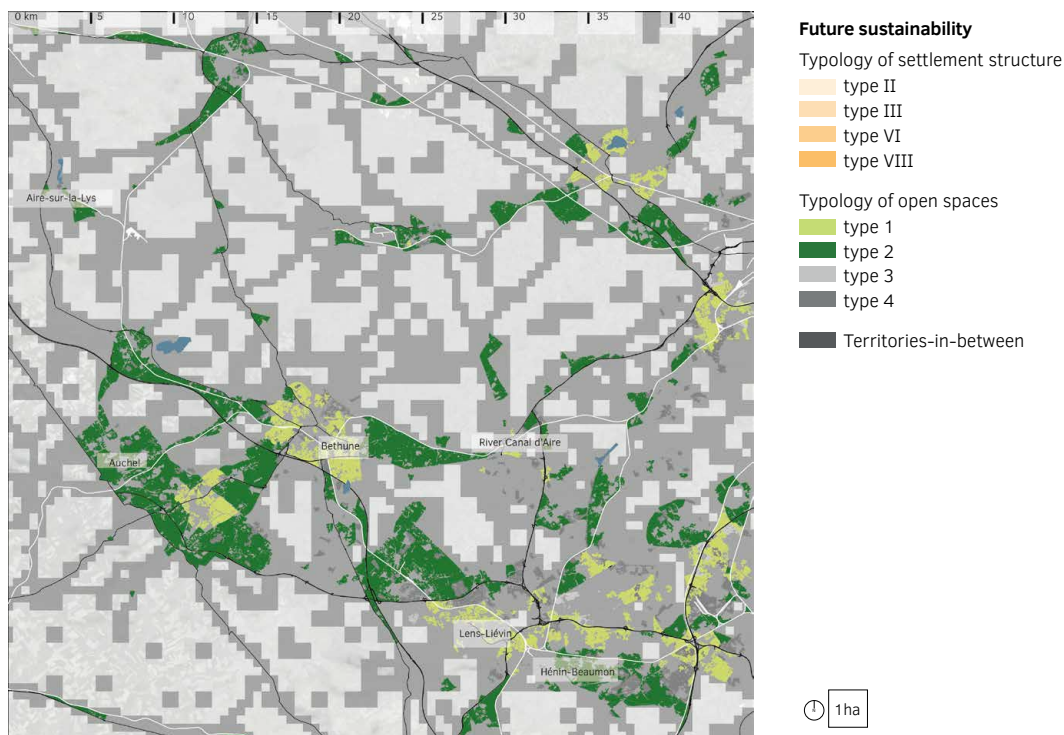 0 km 5 10 15 20 25 30 35 40
Aire-sur-la-Lys
Bethune
River Canal d'Aire
Auchel
Lens-Liévin
Hénin-Beaumon
Future sustainability
Typology of settlement structure
type II
type III
type VI
type VIII
Typology of open spaces
type 1
type 2
type 3
type 4
Territories-in-between
1ha